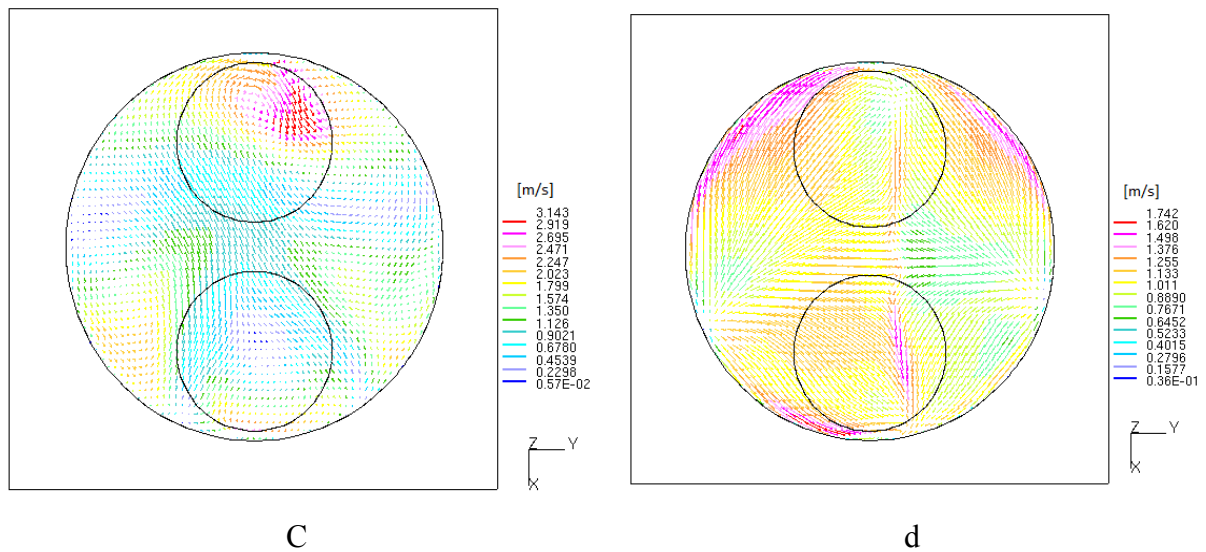 [m/s]
3.143
2.919
2.695
2.471
2.247
2.023
1.799
1.574
1.350
1.126
0.9021
0.6780
0.4539
0.2298
0.57E-02
Z Y
X
C
[m/s]
1.742
1.620
1.498
1.376
1.255
1.133
1.011
0.8890
0.7671
0.6452
0.5233
0.4015
0.2796
0.1577
0.36E-01
Z Y
X
d